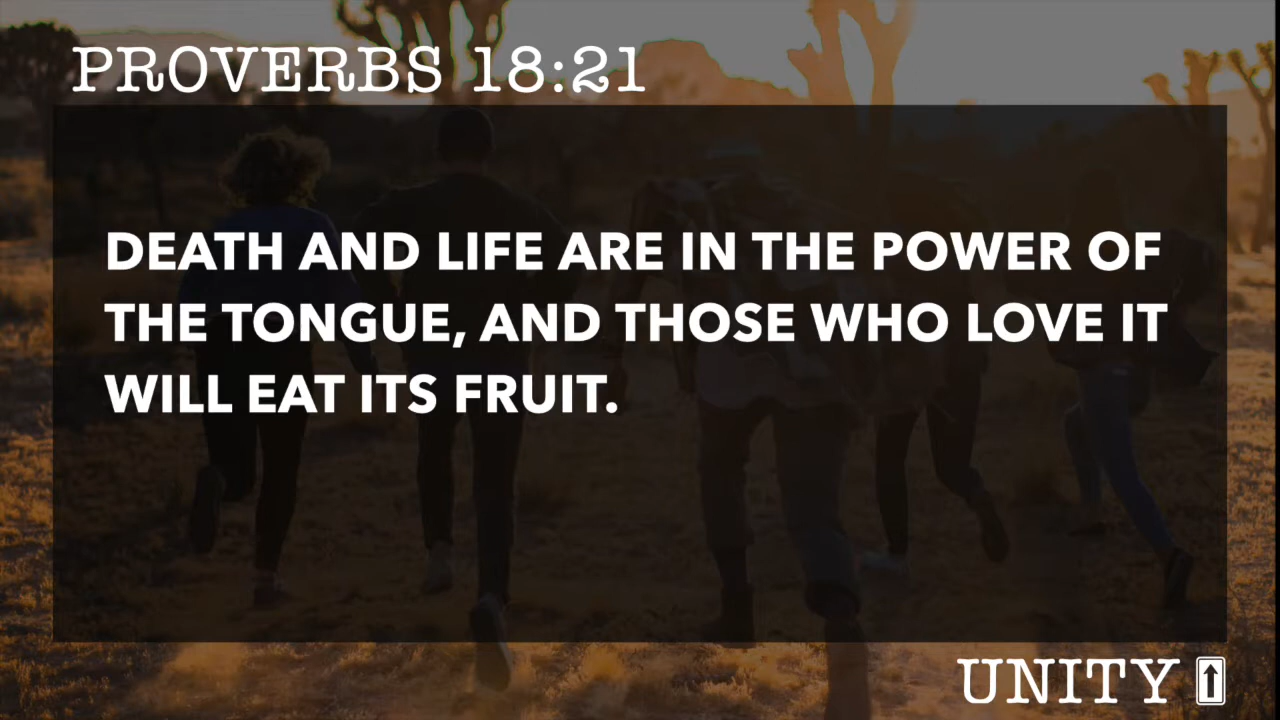 PROVERBS 18:21
DEATH AND LIFE ARE IN THE POWER OF
THE TONGUE, AND THOSE WHO LOVE IT
WILL EAT ITS FRUIT.
UNITY